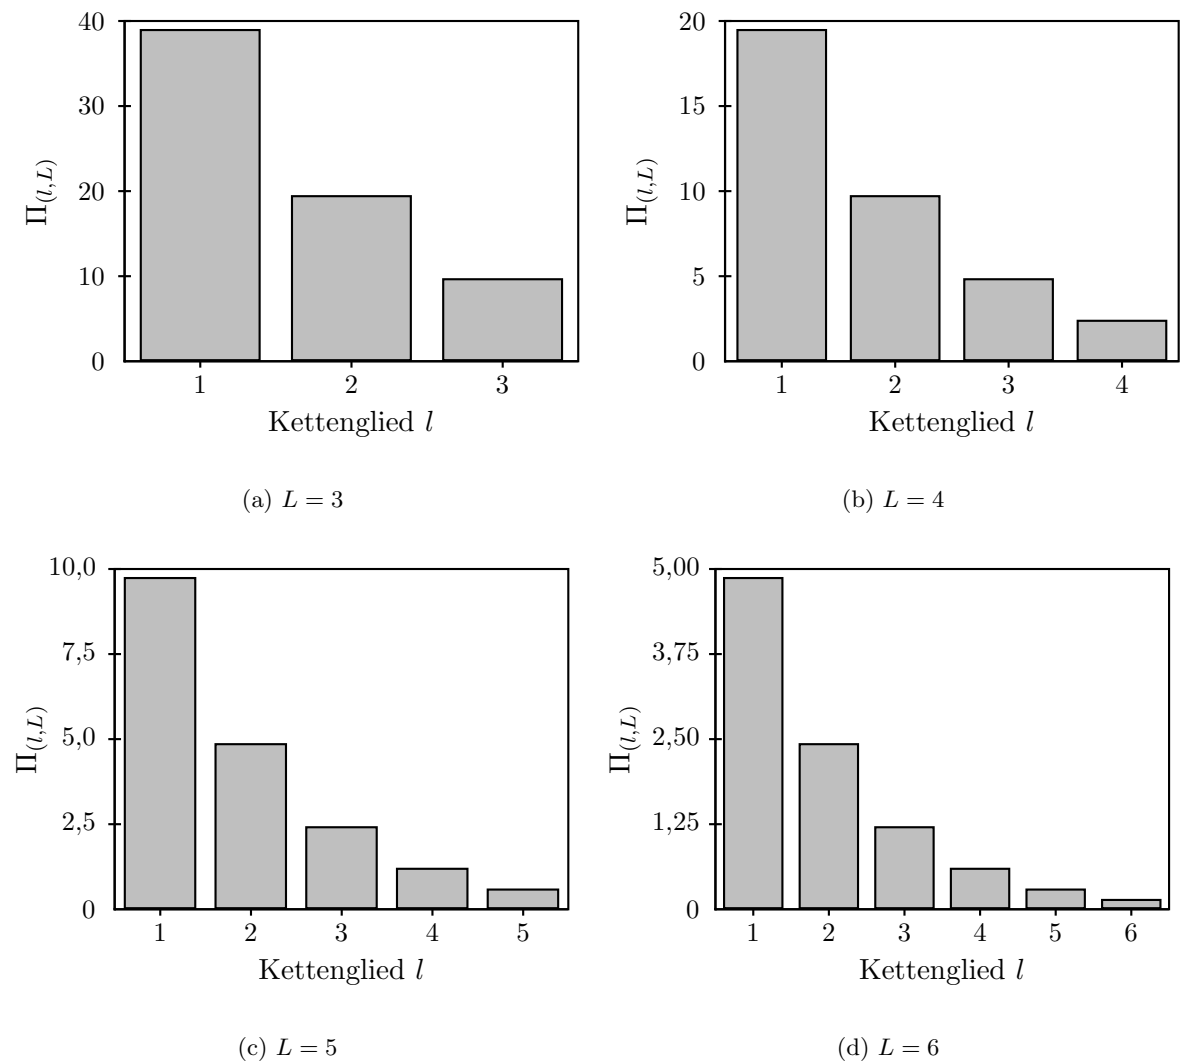 40
30
20
10
0
Π(l,L)
1 2 3
Kettenglied l
(a) L = 3
20
15
10
5
0
Π(l,L)
1 2 3 4
Kettenglied l
(b) L = 4
10,0
7,5
5,0
2,5
0
Π(l,L)
1 2 3 4 5
Kettenglied l
(c) L = 5
5,00
3,75
2,50
1,25
0
Π(l,L)
1 2 3 4 5 6
Kettenglied l
(d) L = 6